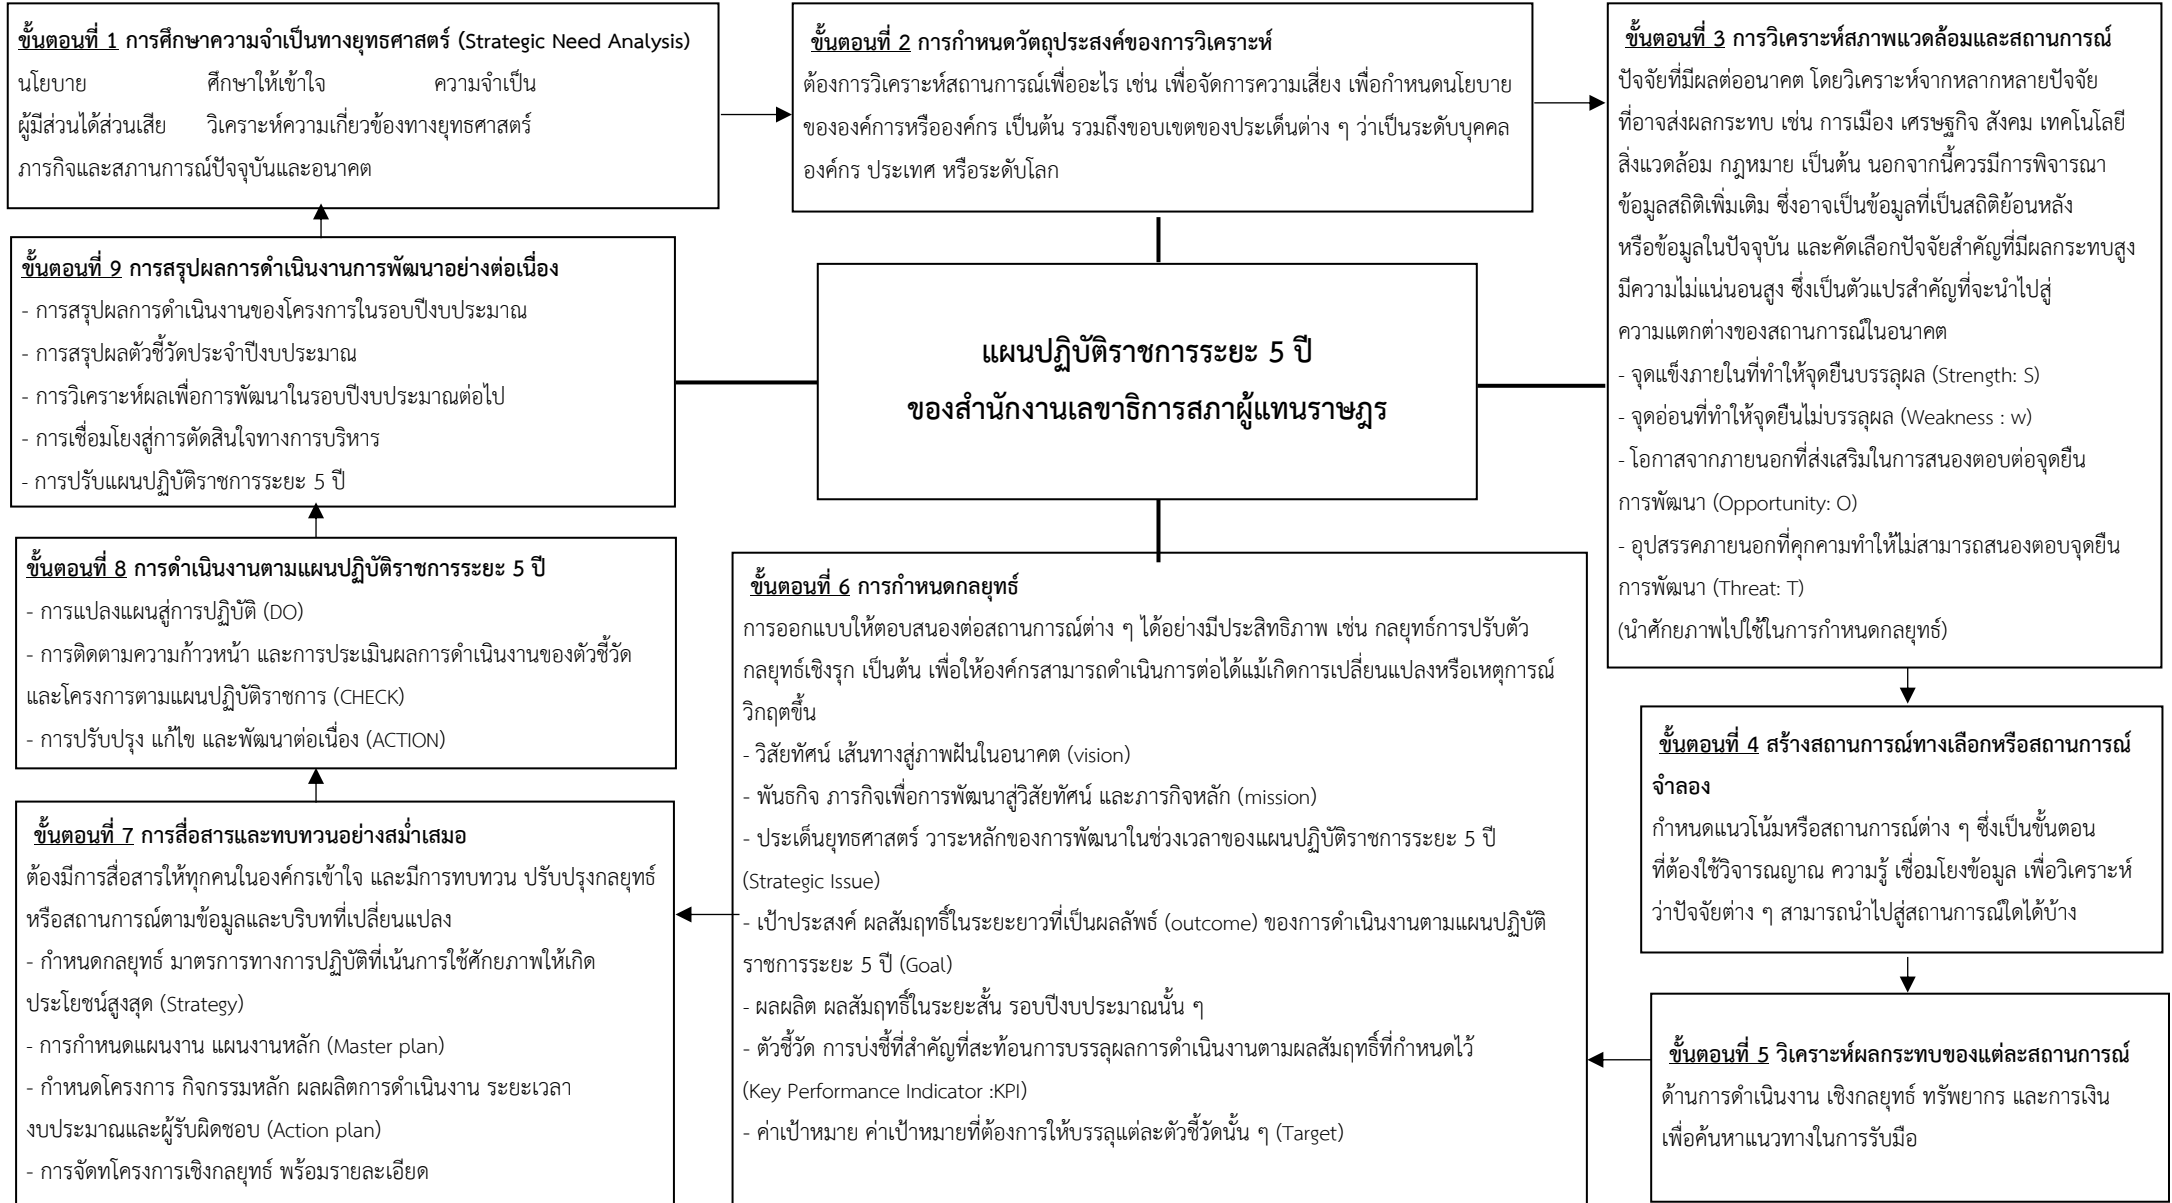 ขั้นตอนที่ 1 การศึกษาความจำเป็นทางยุทธศาสตร์ (Strategic Need Analysis)
นโยบาย ศึกษาให้เข้าใจ ความจำเป็น
ผู้มีส่วนได้ส่วนเสีย วิเคราะห์ความเกี่ยวข้องทางยุทธศาสตร์
ภารกิจและสถานการณ์ปัจจุบันและอนาคต
ขั้นตอนที่ 2 การกำหนดวัตถุประสงค์ของการวิเคราะห์
ต้องการวิเคราะห์สถานการณ์เพื่ออะไร เช่น เพื่อจัดการความเสี่ยง เพื่อกำหนดนโยบาย
ขององค์การหรือองค์กร เป็นต้น รวมถึงขอบเขตของประเด็นต่าง ๆ ว่าเป็นระดับบุคคล
องค์กร ประเทศ หรือระดับโลก
ขั้นตอนที่ 3 การวิเคราะห์สภาพแวดล้อมและสถานการณ์
ปัจจัยที่มีผลต่ออนาคต โดยวิเคราะห์จากหลากหลายปัจจัย
ที่อาจส่งผลกระทบ เช่น การเมือง เศรษฐกิจ สังคม เทคโนโลยี
สิ่งแวดล้อม กฎหมาย เป็นต้น นอกจากนี้ควรมีการพิจารณา
ข้อมูลสถิติเพิ่มเติม ซึ่งอาจเป็นข้อมูลที่เป็นสถิติย้อนหลัง
หรือข้อมูลในปัจจุบัน และคัดเลือกปัจจัยสำคัญที่มีผลกระทบสูง
มีความไม่แน่นอนสูง ซึ่งเป็นตัวแปรสำคัญที่จะนำไปสู่
ความแตกต่างของสถานการณ์ในอนาคต
- จุดแข็งภายในที่ทำให้จุดยืนบรรลุผล (Strength: S)
- จุดอ่อนที่ทำให้จุดยืนไม่บรรลุผล (Weakness : w)
- โอกาสจากภายนอกที่ส่งเสริมในการสนองตอบต่อจุดยืน
การพัฒนา (Opportunity: O)
- อุปสรรคภายนอกที่คุกคามทำให้ไม่สามารถสนองตอบจุดยืน
การพัฒนา (Threat: T)
(นำศักยภาพไปใช้ในการกำหนดกลยุทธ์)
แผนปฏิบัติราชการระยะ 5 ปี
ของสำนักงานเลขาธิการสภาผู้แทนราษฎร
ขั้นตอนที่ 4 สร้างสถานการณ์ทางเลือกหรือสถานการณ์
จำลอง
กำหนดแนวโน้มหรือสถานการณ์ต่าง ๆ ซึ่งเป็นขั้นตอน
ที่ต้องใช้วิจารณญาณ ความรู้ เชื่อมโยงข้อมูล เพื่อวิเคราะห์
ว่าปัจจัยต่าง ๆ สามารถนำไปสู่สถานการณ์ใดได้บ้าง
ขั้นตอนที่ 5 วิเคราะห์ผลกระทบของแต่ละสถานการณ์
ด้านการดำเนินงาน เชิงกลยุทธ์ ทรัพยากร และการเงิน
เพื่อค้นหาแนวทางในการรับมือ
ขั้นตอนที่ 6 การกำหนดกลยุทธ์
การออกแบบให้ตอบสนองต่อสถานการณ์ต่าง ๆ ได้อย่างมีประสิทธิภาพ เช่น กลยุทธ์การปรับตัว
กลยุทธ์เชิงรุก เป็นต้น เพื่อให้องค์กรสามารถดำเนินการต่อได้แม้เกิดการเปลี่ยนแปลงหรือเหตุการณ์
วิกฤตขึ้น
- วิสัยทัศน์ เส้นทางสู่ภาพฝันในอนาคต (vision)
- พันธกิจ ภารกิจเพื่อการพัฒนาสู่วิสัยทัศน์ และภารกิจหลัก (mission)
- ประเด็นยุทธศาสตร์ วาระหลักของการพัฒนาในช่วงเวลาของแผนปฏิบัติราชการระยะ 5 ปี
(Strategic Issue)
- เป้าประสงค์ ผลสัมฤทธิ์ในระยะยาวที่เป็นผลลัพธ์ (outcome) ของการดำเนินงานตามแผนปฏิบัติ
ราชการระยะ 5 ปี (Goal)
- ผลผลิต ผลสัมฤทธิ์ในระยะสั้น รอบปีงบประมาณนั้น ๆ
- ตัวชี้วัด การบ่งชี้ที่สำคัญที่สะท้อนการบรรลุผลการดำเนินงานตามผลสัมฤทธิ์ที่กำหนดไว้
(Key Performance Indicator :KPI)
- ค่าเป้าหมาย ค่าเป้าหมายที่ต้องการให้บรรลุแต่ละตัวชี้วัดนั้น ๆ (Target)
ขั้นตอนที่ 7 การสื่อสารและทบทวนอย่างสม่ำเสมอ
ต้องมีการสื่อสารให้ทุกคนในองค์กรเข้าใจ และมีการทบทวน ปรับปรุงกลยุทธ์
หรือสถานการณ์ตามข้อมูลและบริบทที่เปลี่ยนแปลง
- กำหนดกลยุทธ์ มาตรการทางการปฏิบัติที่เน้นการใช้ศักยภาพให้เกิด
ประโยชน์สูงสุด (Strategy)
- การกำหนดแผนงาน แผนงานหลัก (Master plan)
- กำหนดโครงการ กิจกรรมหลัก ผลผลิตการดำเนินงาน ระยะเวลา
งบประมาณและผู้รับผิดชอบ (Action plan)
- การจัดทโครงการเชิงกลยุทธ์ พร้อมรายละเอียด
ขั้นตอนที่ 8 การดำเนินงานตามแผนปฏิบัติราชการระยะ 5 ปี
- การแปลงแผนสู่การปฏิบัติ (DO)
- การติดตามความก้าวหน้า และการประเมินผลการดำเนินงานของตัวชี้วัด
และโครงการตามแผนปฏิบัติราชการ (CHECK)
- การปรับปรุง แก้ไข และพัฒนาต่อเนื่อง (ACTION)
ขั้นตอนที่ 9 การสรุปผลการดำเนินงานการพัฒนาอย่างต่อเนื่อง
- การสรุปผลการดำเนินงานของโครงการในรอบปีงบประมาณ
- การสรุปผลตัวชี้วัดประจำปีงบประมาณ
- การวิเคราะห์ผลเพื่อการพัฒนาในรอบปีงบประมาณต่อไป
- การเชื่อมโยงสู่การตัดสินใจทางการบริหาร
- การปรับแผนปฏิบัติราชการระยะ 5 ปี